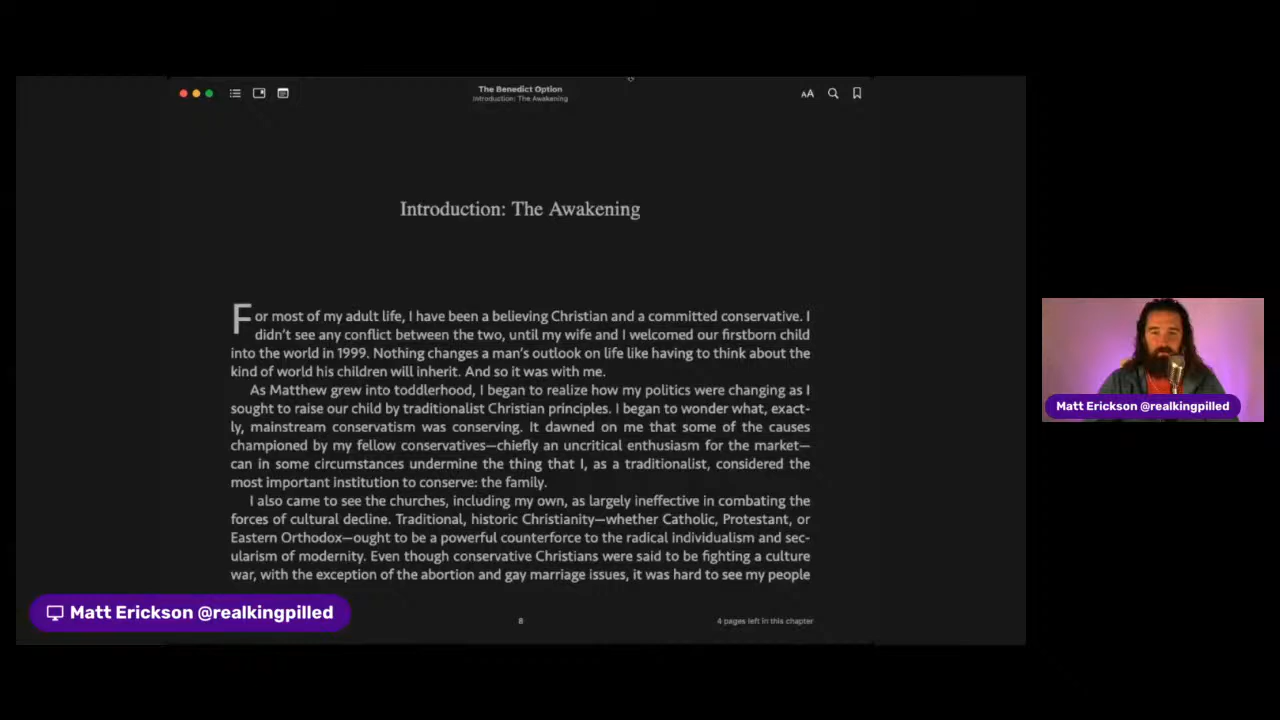 The Benedict Option
Introduction: The Awakening
AA
Introduction: The Awakening
For most of my adult life, I have been a believing Christian and a committed conservative. I
didn't see any conflict between the two, until my wife and I welcomed our firstborn child
into the world in 1999. Nothing changes a man's outlook on life like having to think about the
kind of world his children will inherit. And so it was with me.
As Matthew grew into toddlerhood, I began to realize how my politics were changing as I
sought to raise our child by traditionalist Christian principles. I began to wonder what, exact-
ly, mainstream conservatism was conserving. It dawned on me that some of the causes
championed by my fellow conservatives—chiefly an uncritical enthusiasm for the market—
can in some circumstances undermine the thing that I, as a traditionalist, considered the
most important institution to conserve: the family.
I also came to see the churches, including my own, as largely ineffective in combating the
forces of cultural decline. Traditional, historic Christianity—whether Catholic, Protestant, or
Eastern Orthodox—ought to be a powerful counterforce to the radical individualism and sec-
ularism of modernity. Even though conservative Christians were said to be fighting a culture
war, with the exception of the abortion and gay marriage issues, it was hard to see my people
8
4 pages left in this chapter
Matt Erickson @realkingpilled
Matt Erickson @realkingpilled